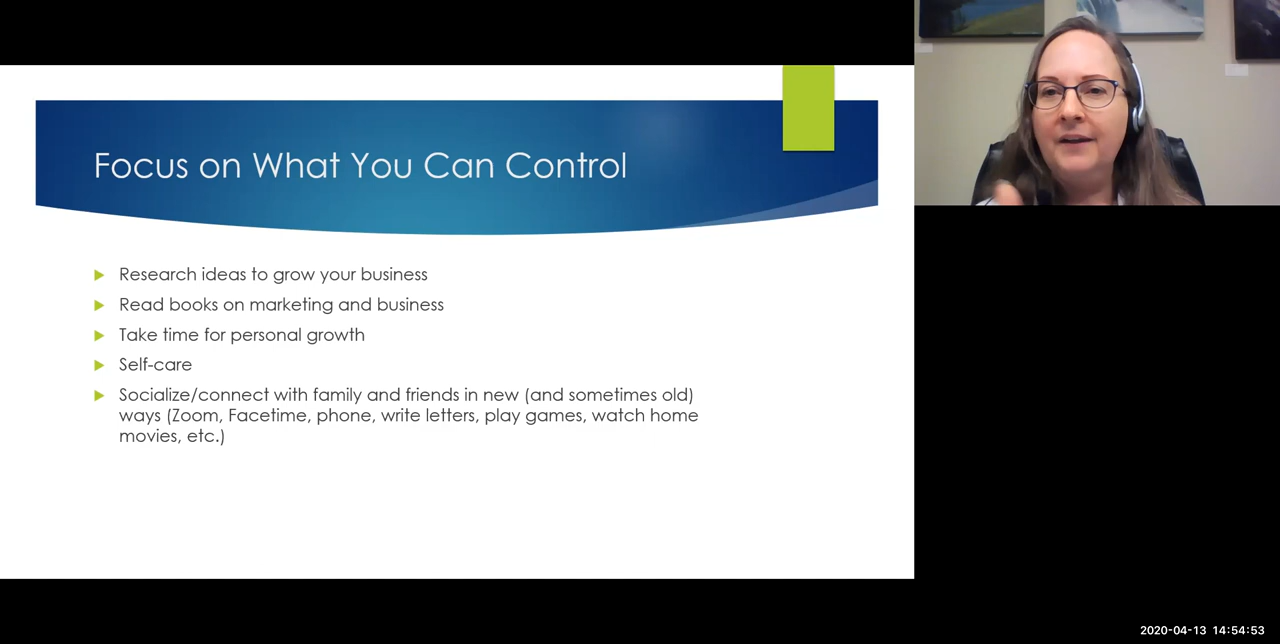 Focus on What You Can Control
Research ideas to grow your business
Read books on marketing and business
Take time for personal growth
Self-care
Socialize/connect with family and friends in new (and sometimes old)
ways (Zoom, Facetime, phone, write letters, play games, watch home
movies, etc.)
2020-04-13 14:54:53